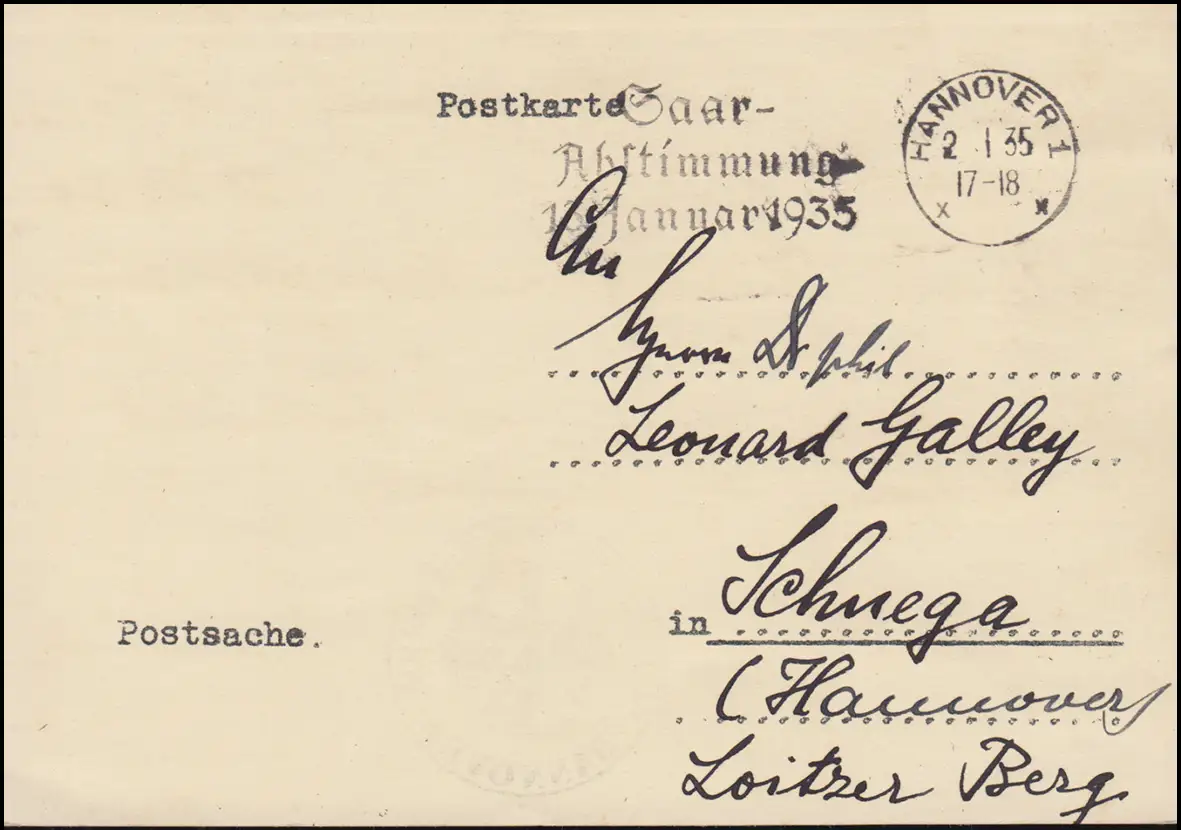 Postkarte
Saar-
Abstimmung
13. Januar 1935
HANNOVER 1
2.1.35
17-18
x x
An
Herrn Dr phil
Leonard Galley
in Schnega
(Hannover)
Loitzer Berg
Postsache.